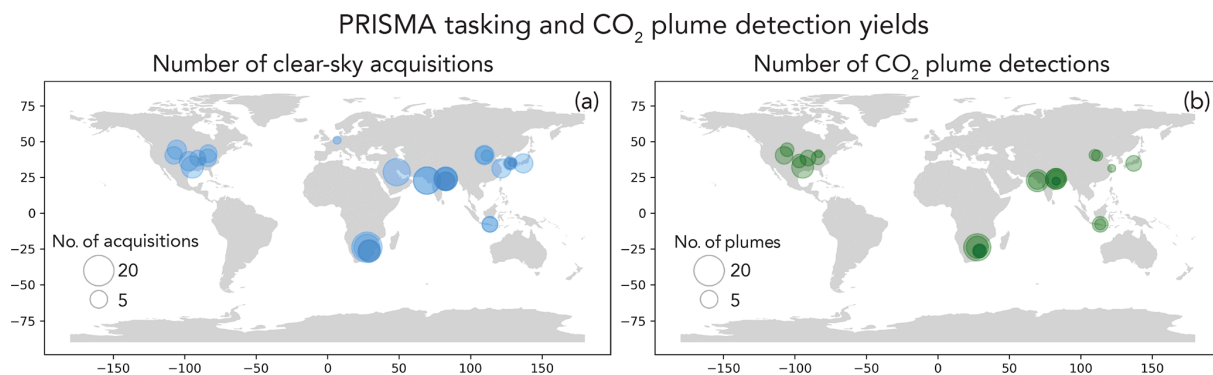 PRISMA tasking and CO₂ plume detection yields
Number of clear-sky acquisitions
(a)
75
50
25
0
−25
−50
−75
No. of acquisitions
20
5
−150 −100 −50 0 50 100 150
Number of CO₂ plume detections
(b)
75
50
25
0
−25
−50
−75
No. of plumes
20
5
−150 −100 −50 0 50 100 150